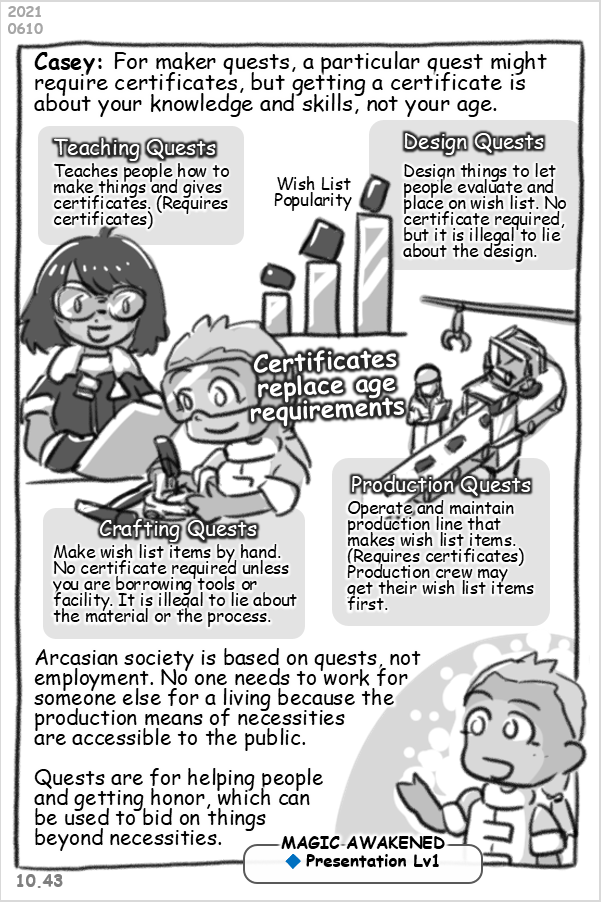 2021
0610
Casey: For maker quests, a particular quest might
require certificates, but getting a certificate is
about your knowledge and skills, not your age.
Teaching Quests
Teaches people how to
make things and gives
certificates. (Requires
certificates)
Wish List
Popularity
Design Quests
Design things to let
people evaluate and
place on wish list. No
certificate required,
but it is illegal to lie
about the design.
Certificates
replace age
requirements
Crafting Quests
Make wish list items by hand.
No certificate required unless
you are borrowing tools or
facility. It is illegal to lie about
the material or the process.
Production Quests
Operate and maintain
production line that
makes wish list items.
(Requires certificates)
Production crew may
get their wish list items
first.
Arcasian society is based on quests, not
employment. No one needs to work for
someone else for a living because the
production means of necessities
are accessible to the public.
Quests are for helping people
and getting honor, which can
be used to bid on things
beyond necessities.
MAGIC AWAKENED
Presentation Lv1
10.43